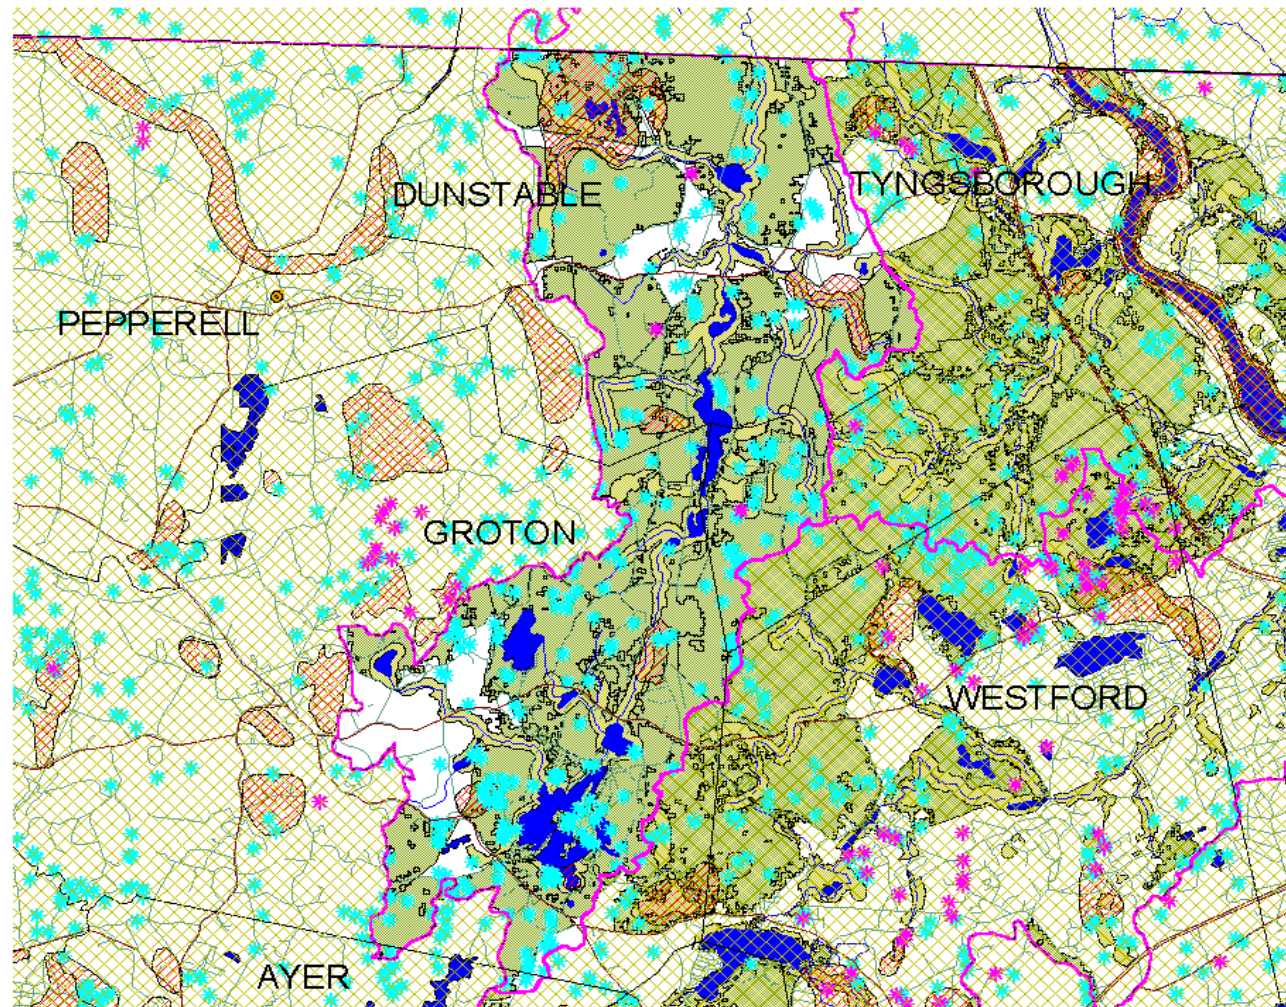 DUNSTABLE
TYNGSBOROUGH
PEPPERELL
GROTON
WESTFORD
AYER